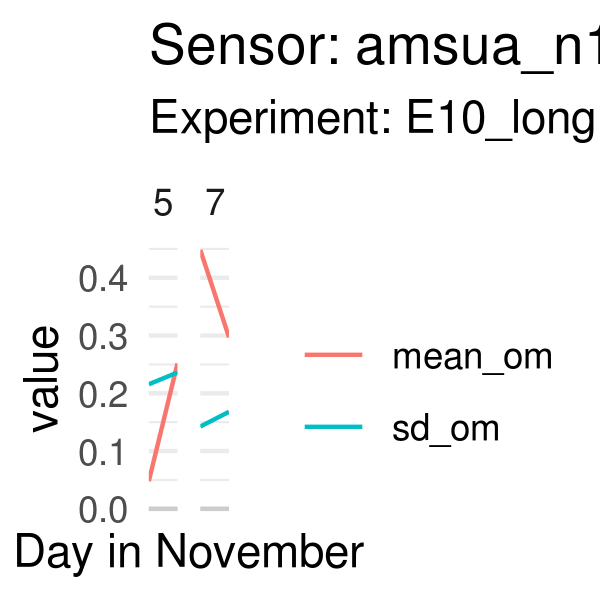 Sensor: amsua_n1
Experiment: E10_long
5 7
0.4
0.3
0.2
0.1
0.0
value
mean_om
sd_om
Day in November